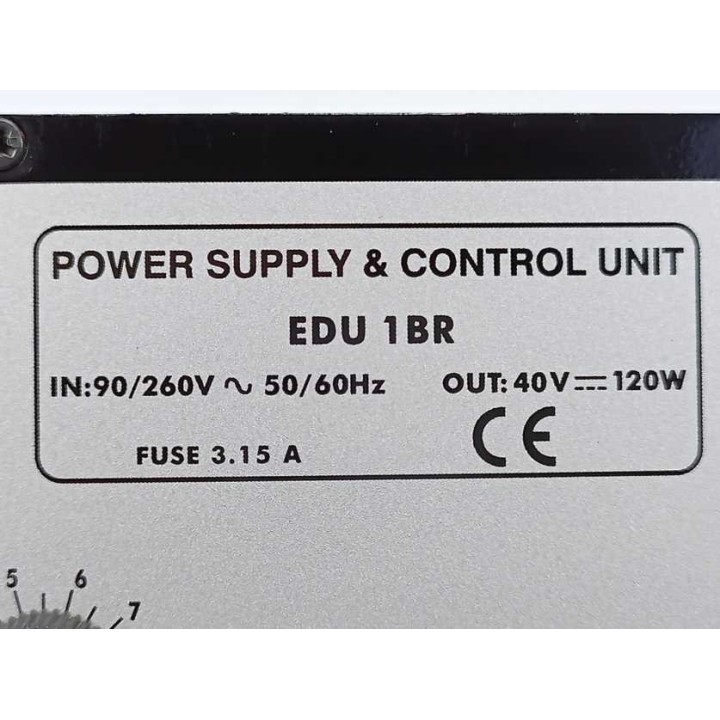 POWER SUPPLY & CONTROL UNIT
EDU 1BR
IN:90/260V ∿ 50/60Hz OUT: 40V⎓120W
FUSE 3.15 A CE
5 6 7